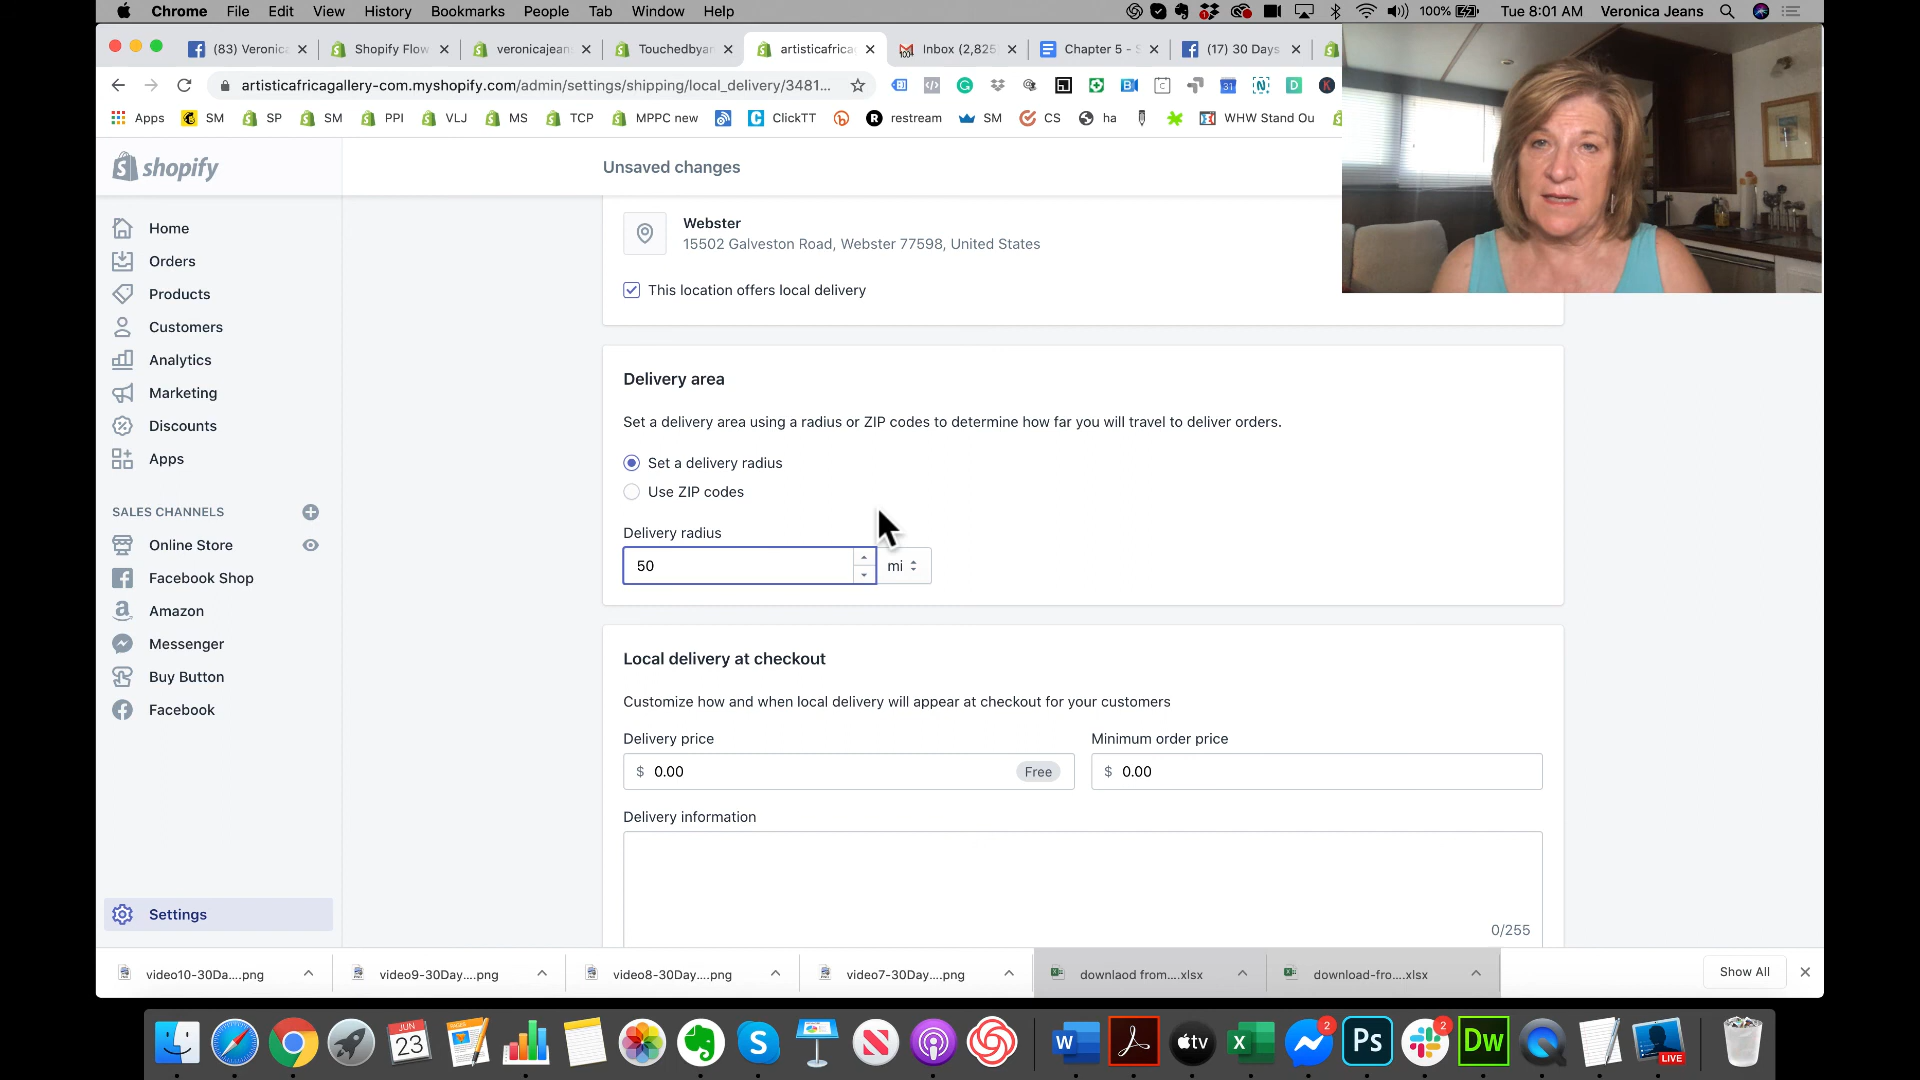 Chrome File Edit View History Bookmarks People Tab Window Help 100% Tue 8:01 AM Veronica Jeans
(83) Veronica Shopify Flow veronicajean Touchedbyar artisticafrica Inbox (2,825 Chapter 5 - S (17) 30 Days
artisticafricagallery-com.myshopify.com/admin/settings/shipping/local_delivery/3481...
Apps SM SP SM PPI VLJ MS TCP MPPC new ClickTT restream SM CS ha WHW Stand Ou
shopify
Unsaved changes
Home
Orders
Products
Customers
Analytics
Marketing
Discounts
Apps
SALES CHANNELS
Online Store
Facebook Shop
Amazon
Messenger
Buy Button
Facebook
Settings
Webster
15502 Galveston Road, Webster 77598, United States
This location offers local delivery
Delivery area
Set a delivery area using a radius or ZIP codes to determine how far you will travel to deliver orders.
Set a delivery radius
Use ZIP codes
Delivery radius
50 mi
Local delivery at checkout
Customize how and when local delivery will appear at checkout for your customers
Delivery price Minimum order price
$ 0.00 Free $ 0.00
Delivery information
0/255
video10-30Da....png video9-30Day....png video8-30Day....png video7-30Day....png downlaod from....xlsx download-fro....xlsx Show All
JUN
23
PAGES
tv
2
Ps
2
Dw
LIVE